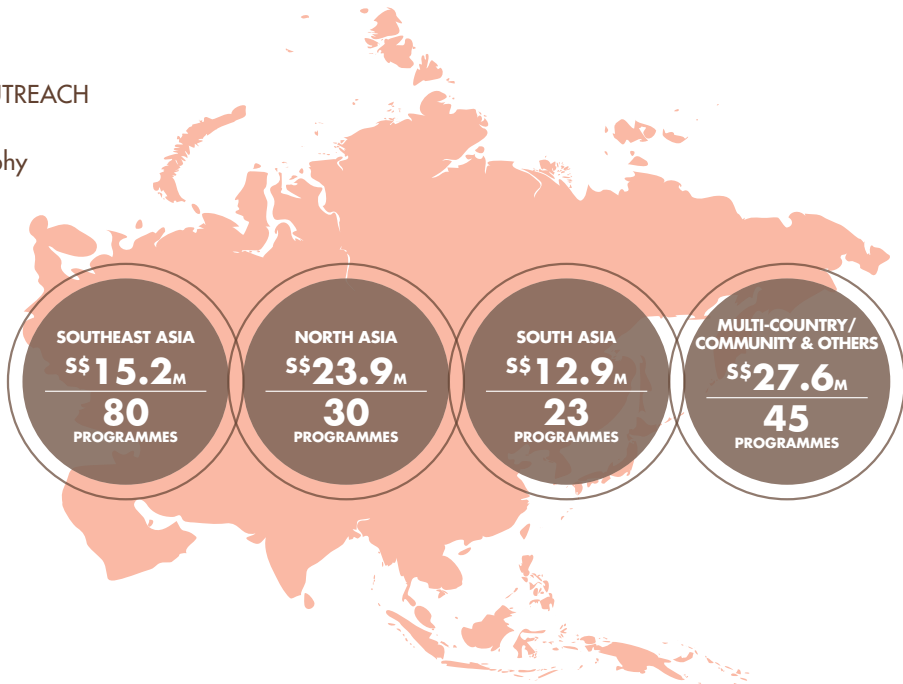 UTREACH
phy
SOUTHEAST ASIA
S$15.2M
80
PROGRAMMES
NORTH ASIA
S$23.9M
30
PROGRAMMES
SOUTH ASIA
S$12.9M
23
PROGRAMMES
MULTI-COUNTRY/
COMMUNITY & OTHERS
S$27.6M
45
PROGRAMMES